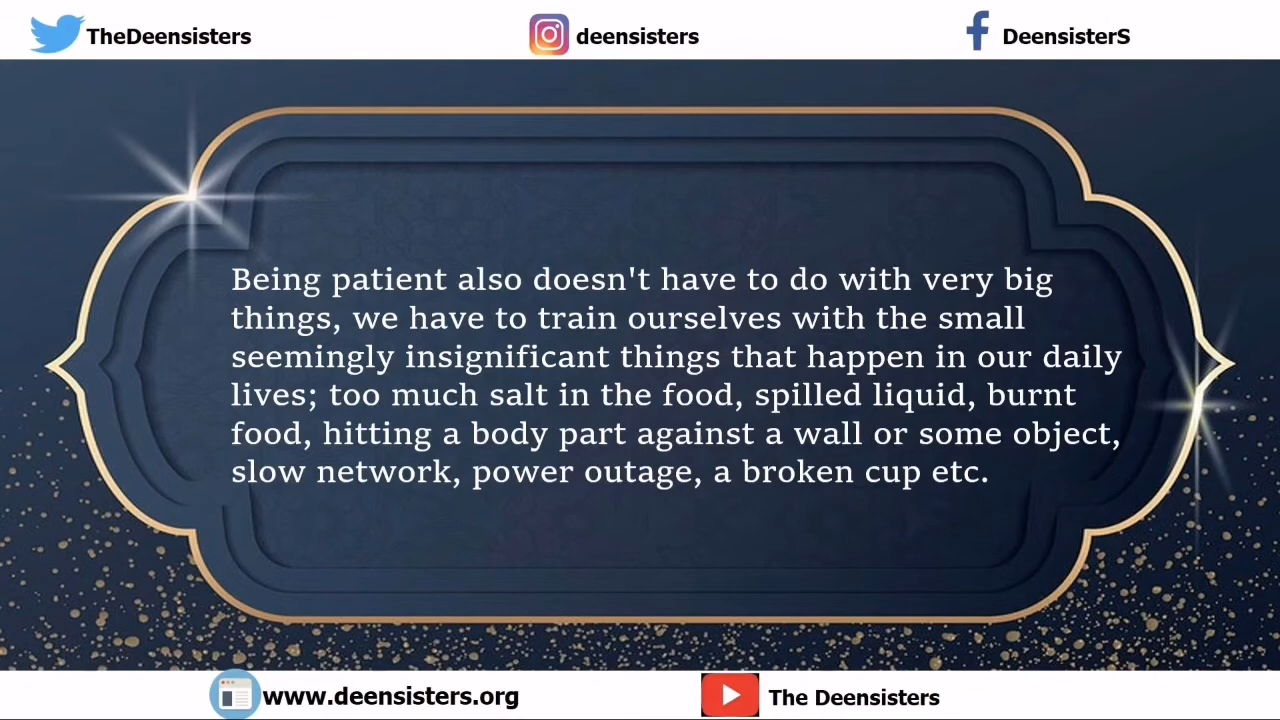 TheDeensisters
deensisters
DeensisterS
Being patient also doesn't have to do with very big
things, we have to train ourselves with the small
seemingly insignificant things that happen in our daily
lives; too much salt in the food, spilled liquid, burnt
food, hitting a body part against a wall or some object,
slow network, power outage, a broken cup etc.
www.deensisters.org
The Deensisters